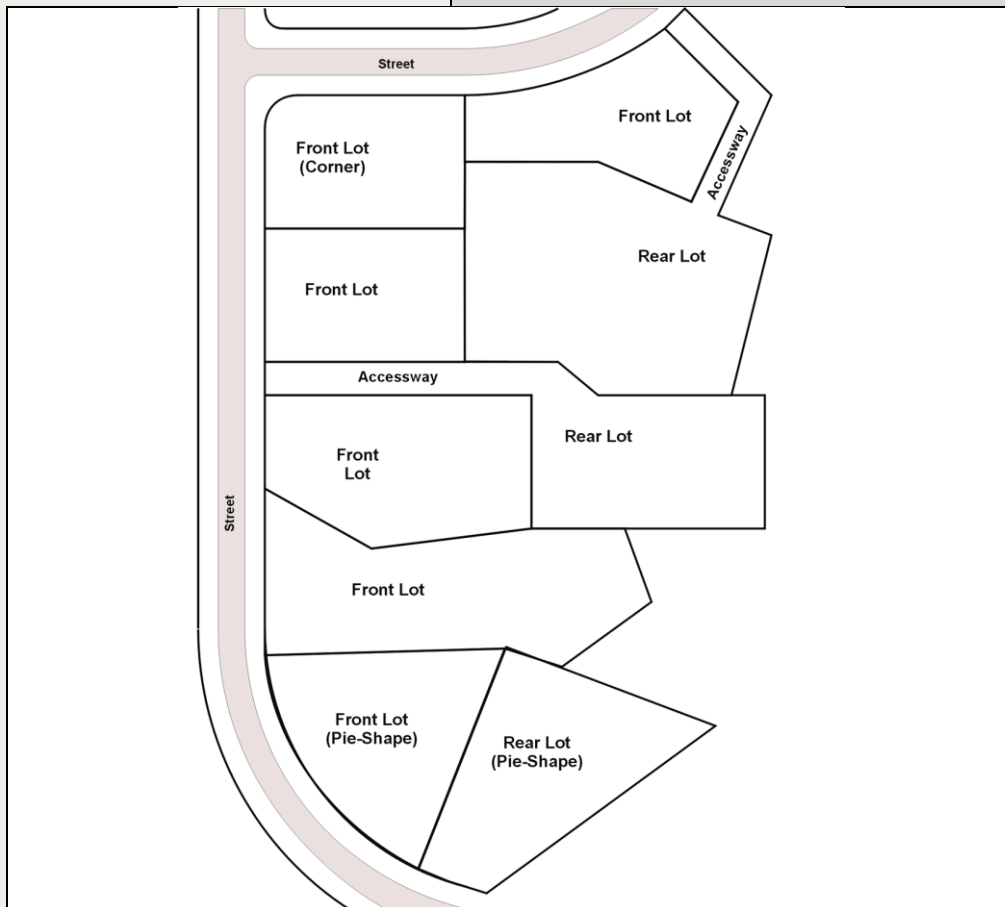 Street
Front Lot
Front Lot
(Corner)
Accessway
Rear Lot
Front Lot
Accessway
Rear Lot
Front
Lot
Street
Front Lot
Front Lot
(Pie-Shape)
Rear Lot
(Pie-Shape)